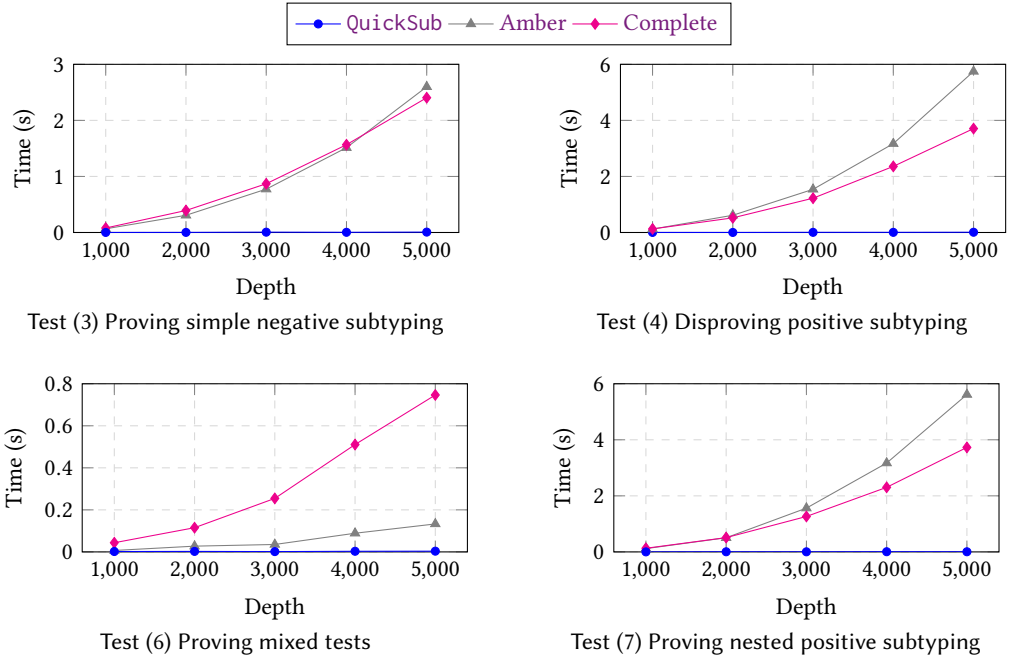 QuickSub Amber Complete
3
2
1
0
1,000 2,000 3,000 4,000 5,000
Time (s)
Depth
Test (3) Proving simple negative subtyping
6
4
2
0
1,000 2,000 3,000 4,000 5,000
Time (s)
Depth
Test (4) Disproving positive subtyping
0.8
0.6
0.4
0.2
0
1,000 2,000 3,000 4,000 5,000
Time (s)
Depth
Test (6) Proving mixed tests
6
4
2
0
1,000 2,000 3,000 4,000 5,000
Time (s)
Depth
Test (7) Proving nested positive subtyping